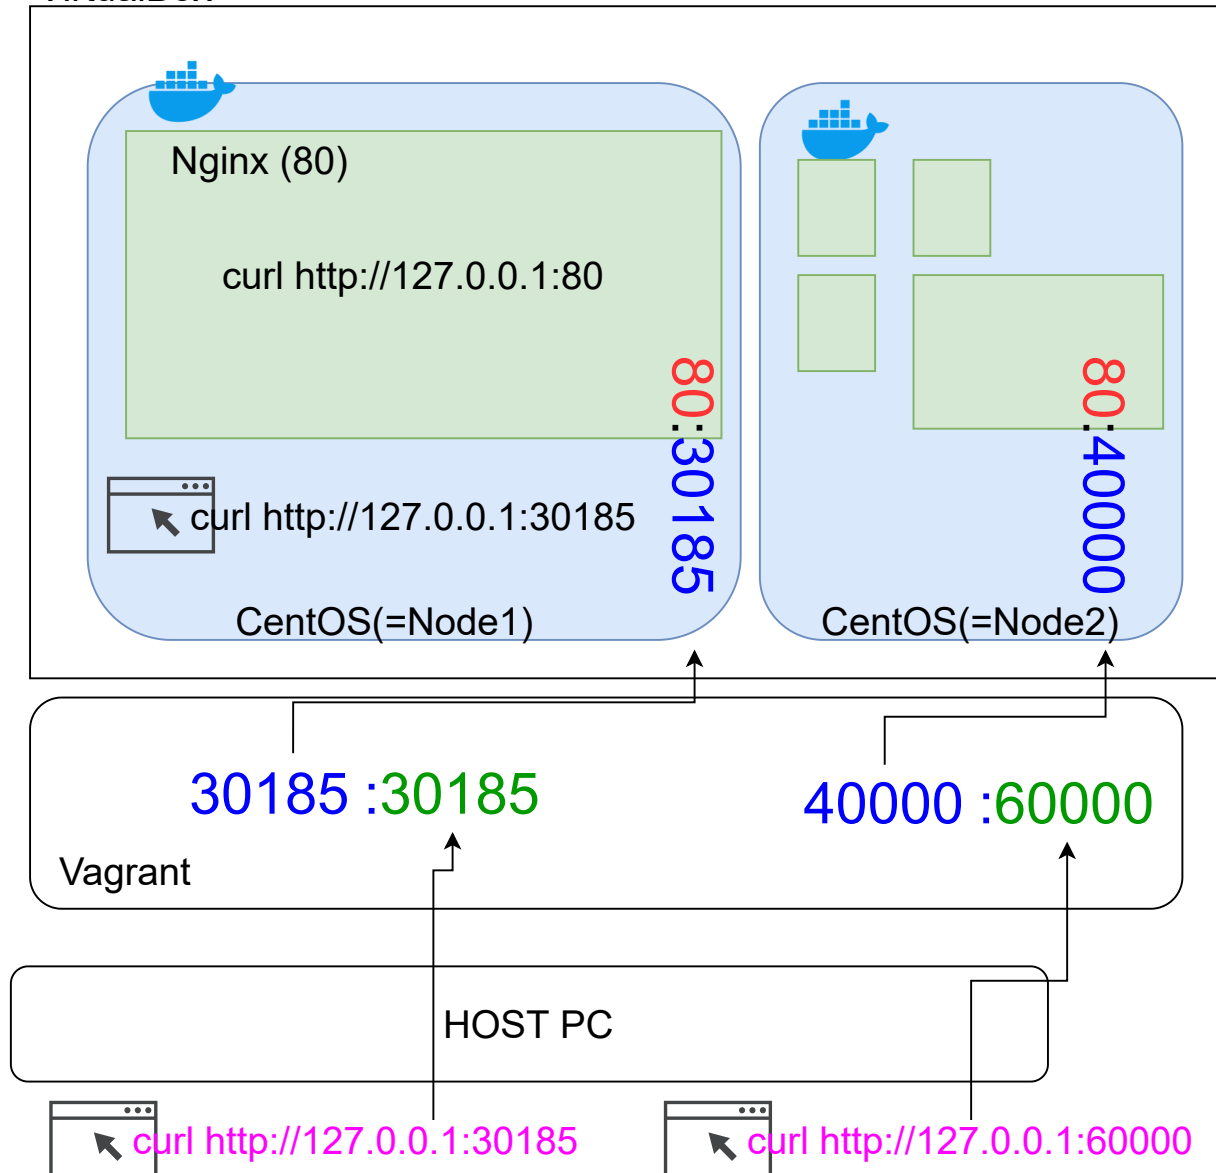 Nginx (80)
curl http://127.0.0.1:80
80:30185
80:40000
curl http://127.0.0.1:30185
CentOS(=Node1)
CentOS(=Node2)
30185 :30185
40000 :60000
Vagrant
HOST PC
curl http://127.0.0.1:30185
curl http://127.0.0.1:60000